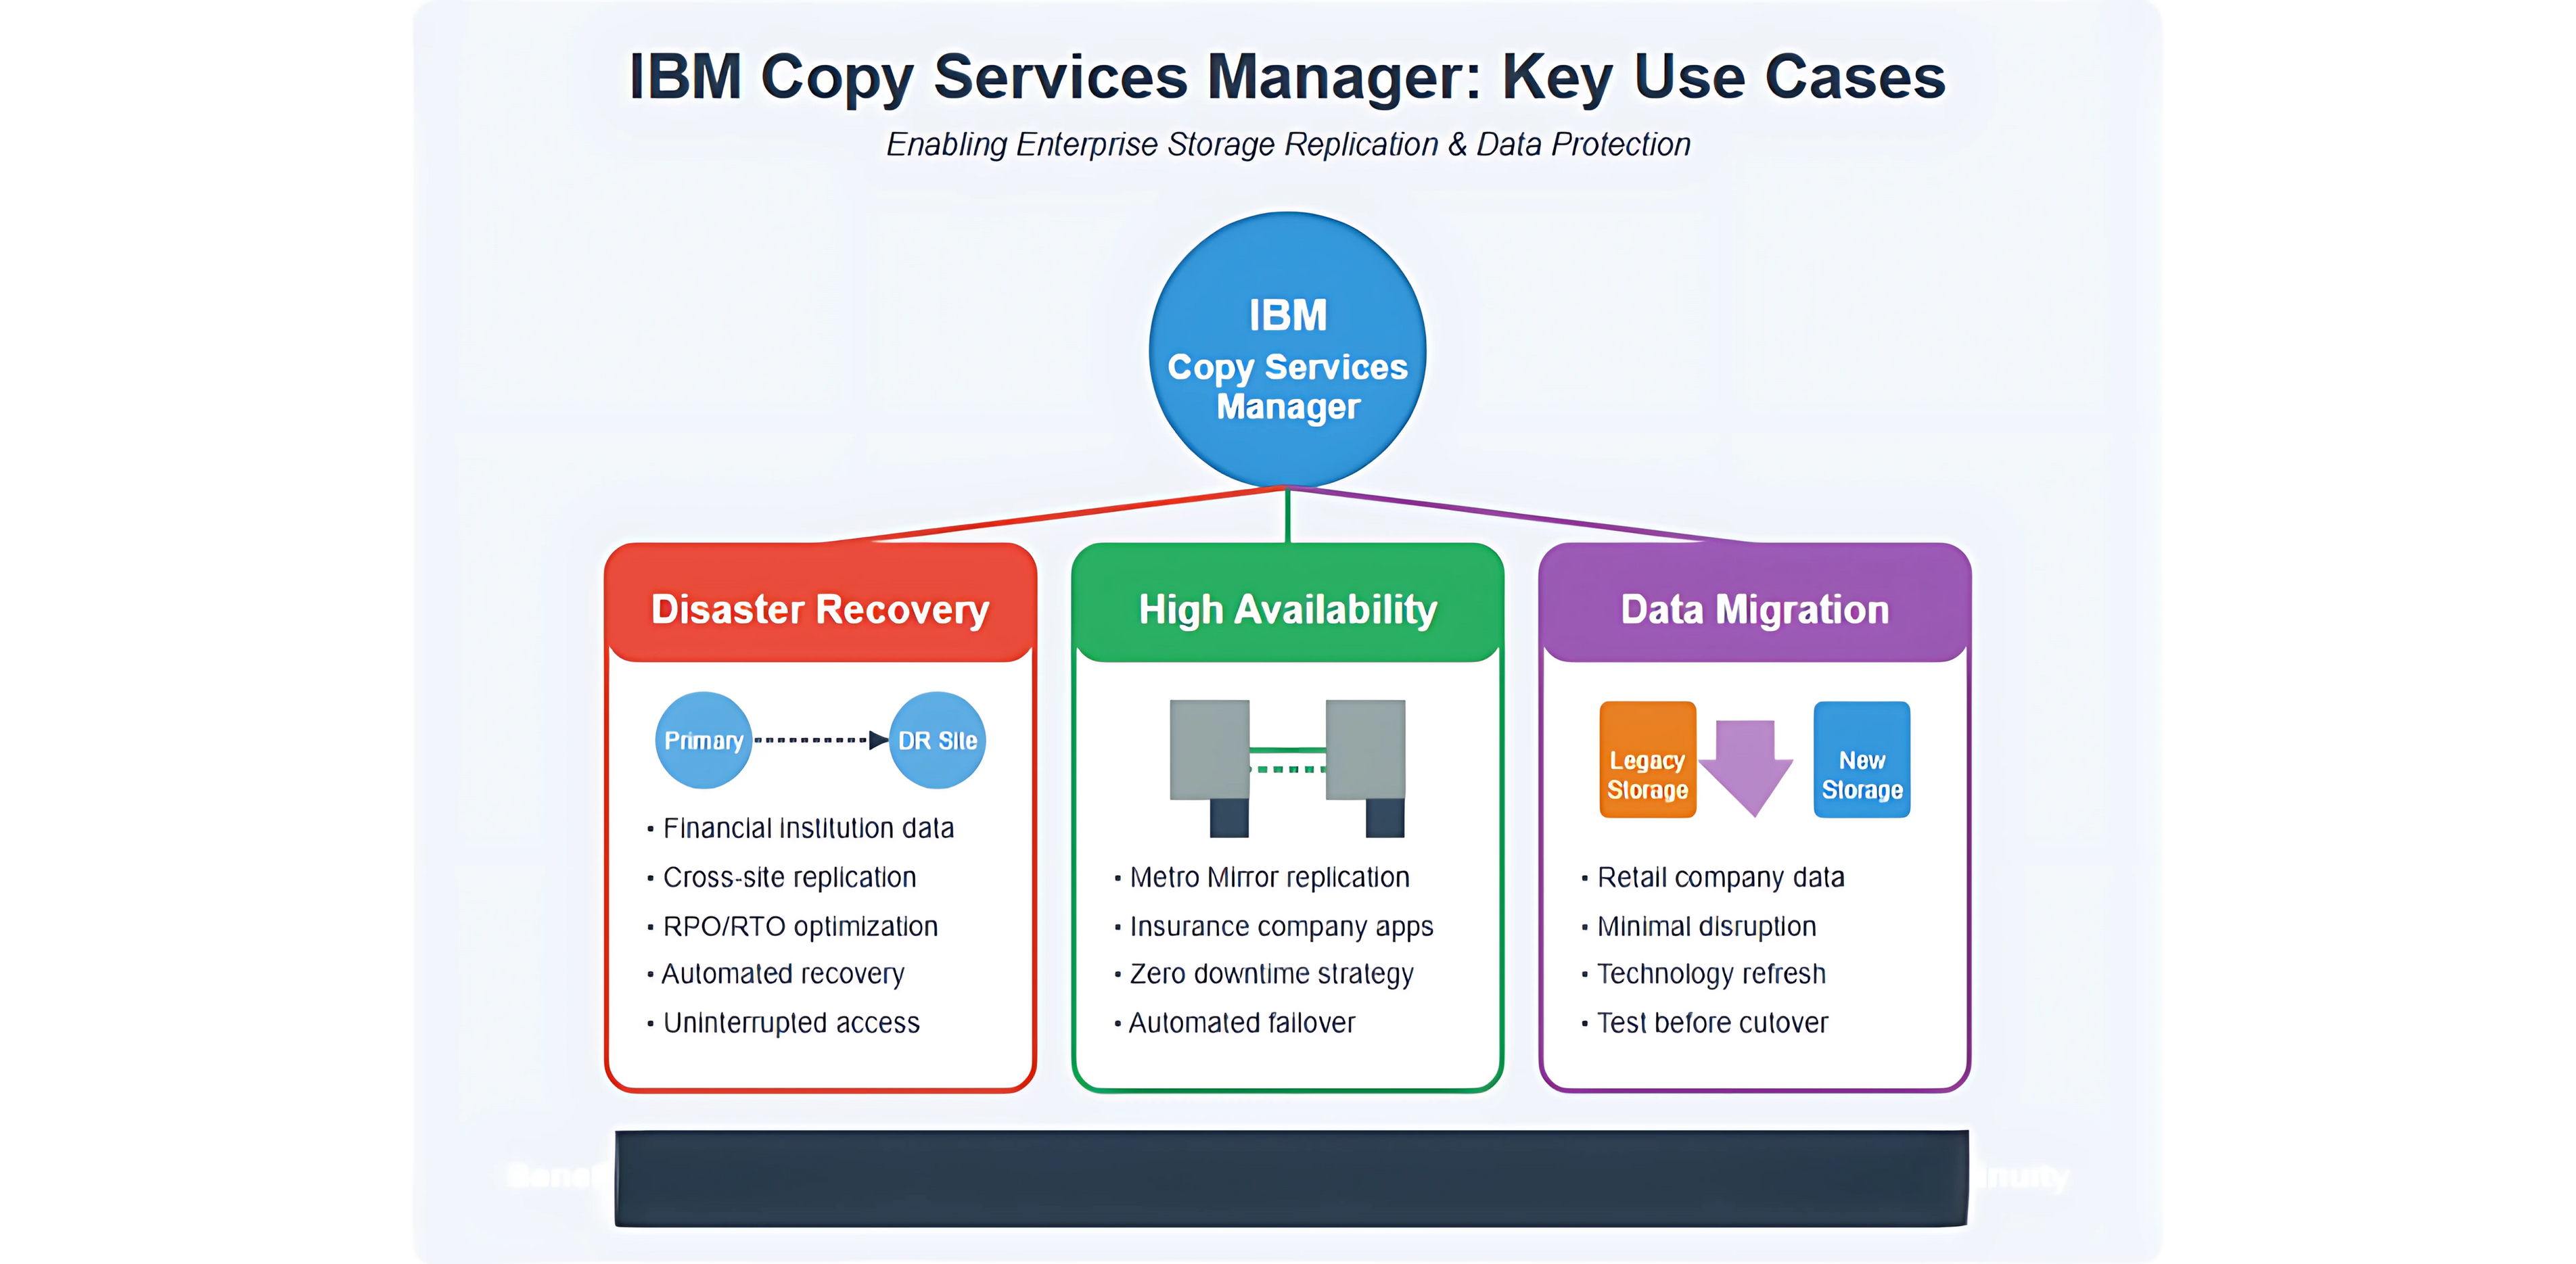 IBM Copy Services Manager: Key Use Cases
Enabling Enterprise Storage Replication & Data Protection
IBM
Copy Services
Manager
Disaster Recovery
Primary
DR Site
· Financial institution data
· Cross-site replication
· RPO/RTO optimization
· Automated recovery
· Uninterrupted access
High Availability
· Metro Mirror replication
· Insurance company apps
· Zero downtime strategy
· Automated failover
Data Migration
Legacy
Storage
New
Storage
· Retail company data
· Minimal disruption
· Technology refresh
· Test before cutover